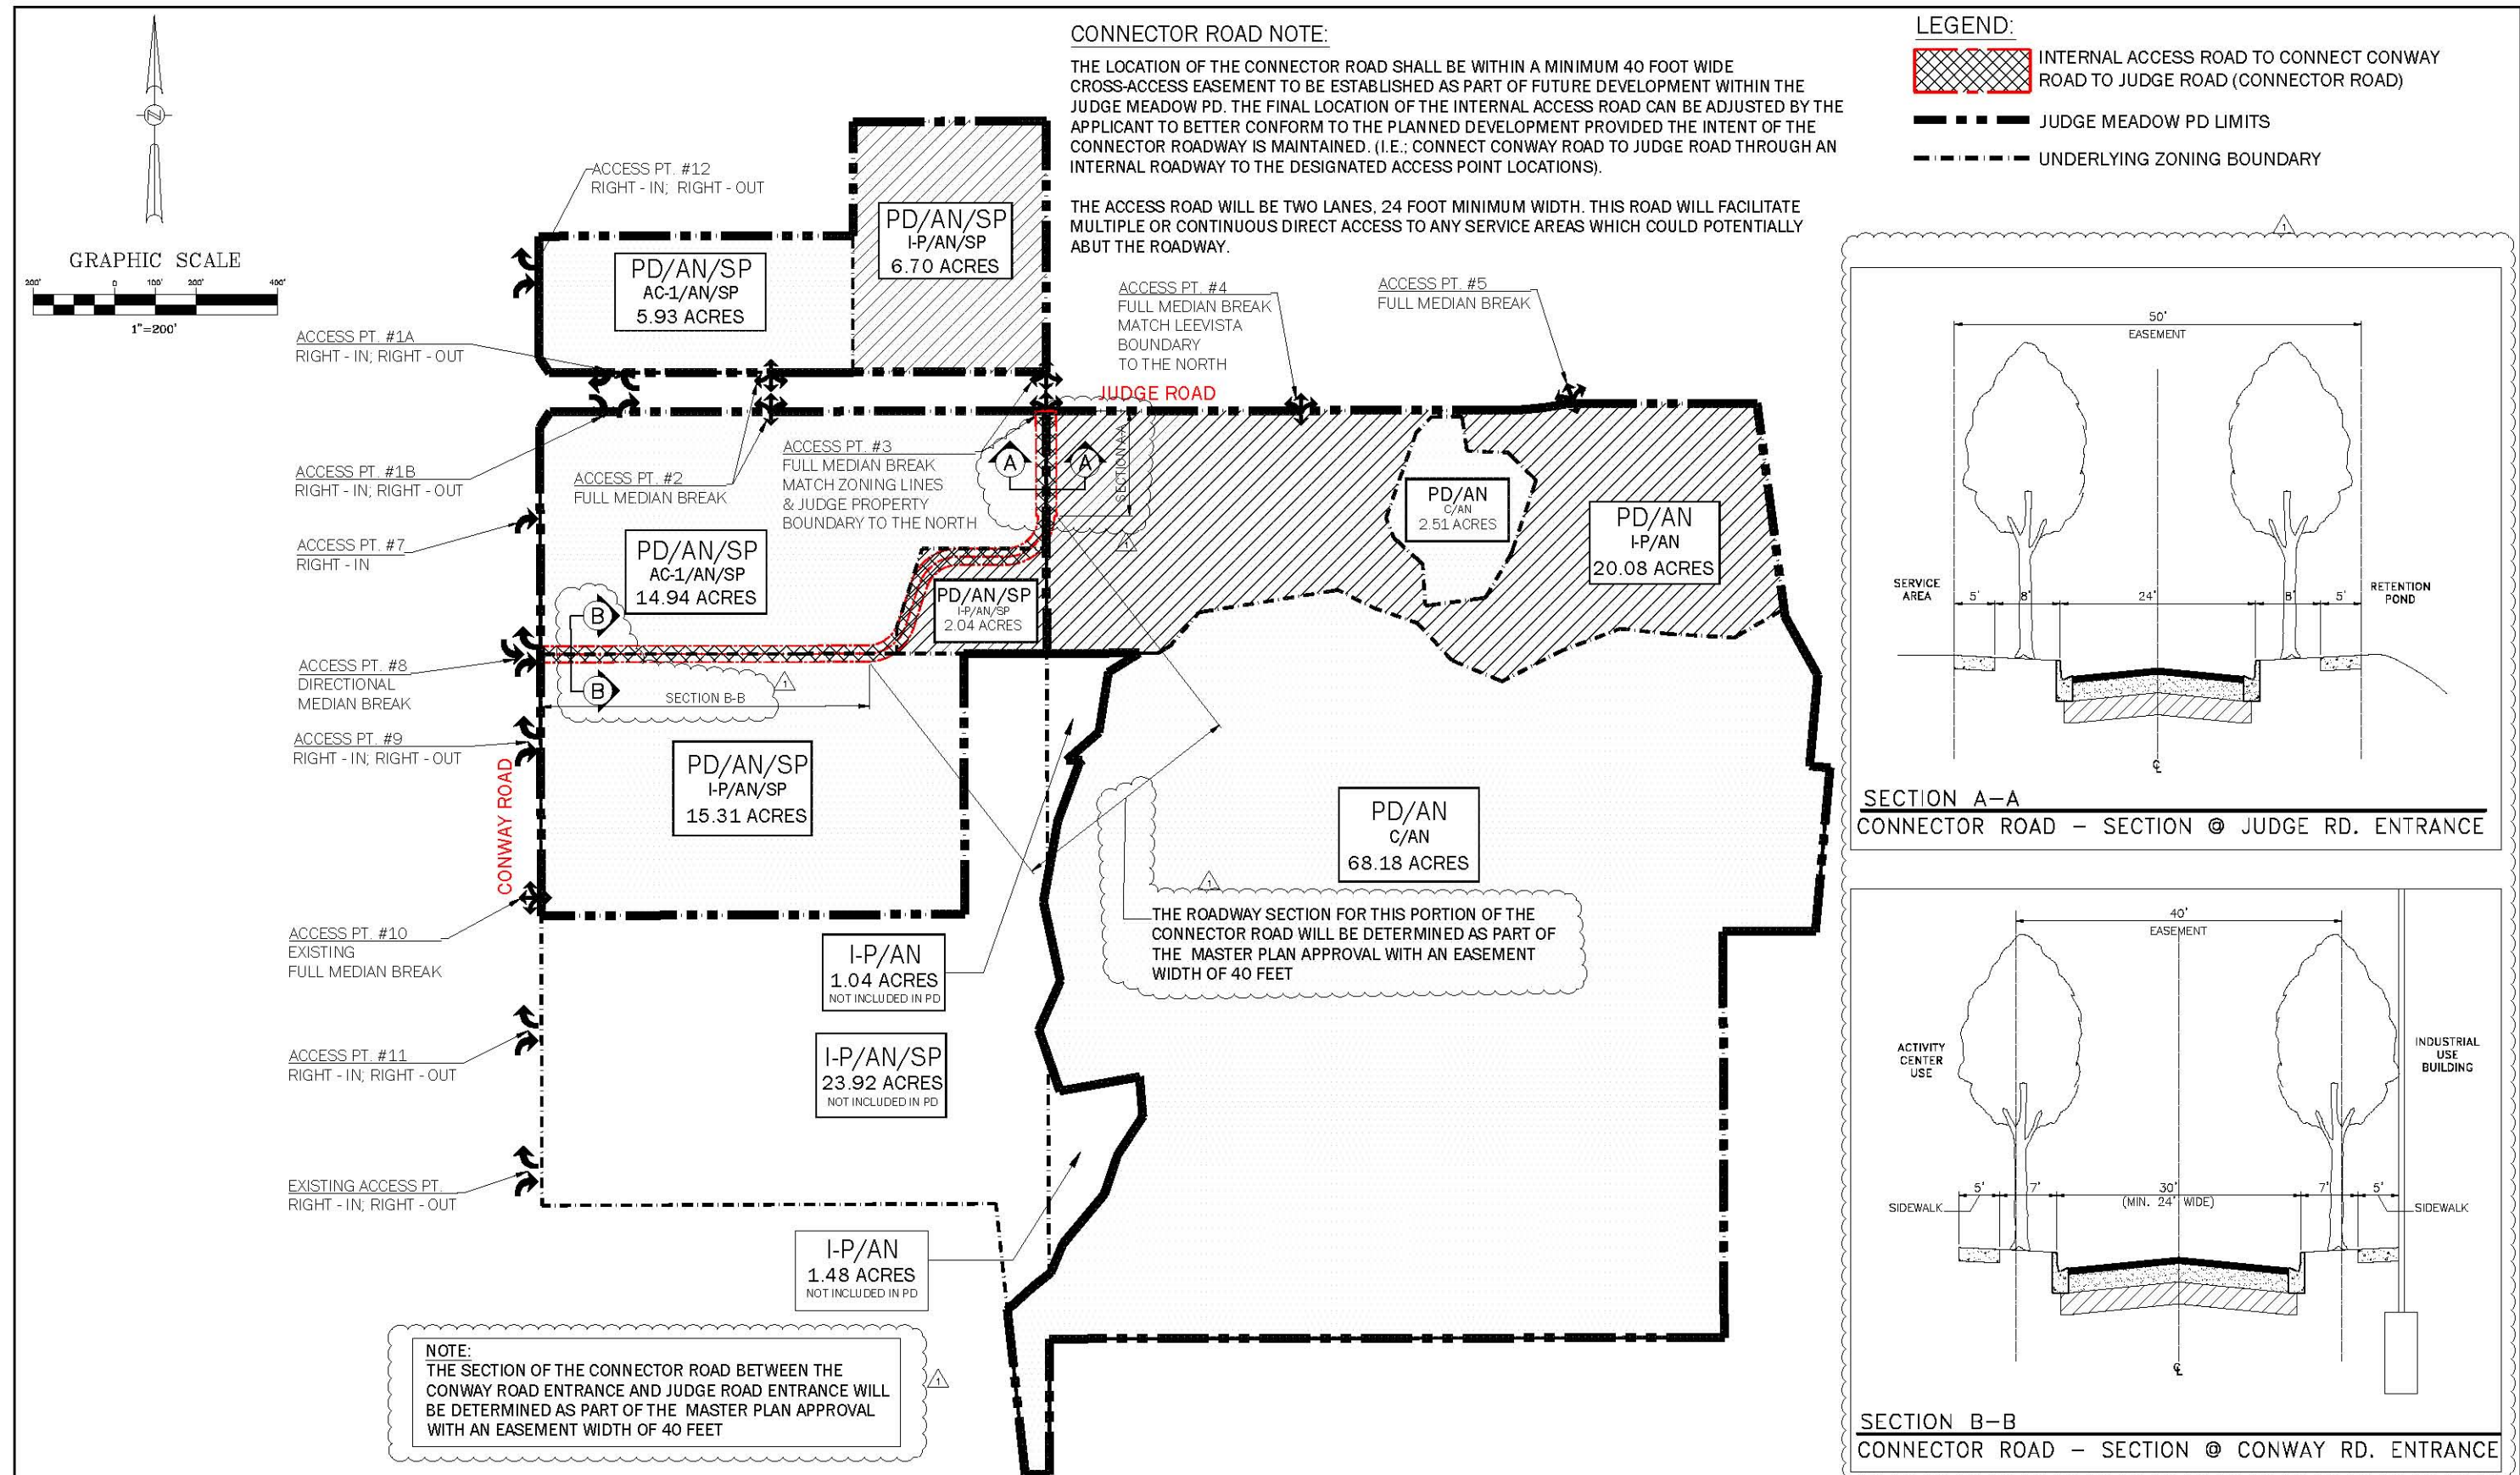 CONNECTOR ROAD NOTE:
THE LOCATION OF THE CONNECTOR ROAD SHALL BE WITHIN A MINIMUM 40 FOOT WIDE
CROSS-ACCESS EASEMENT TO BE ESTABLISHED AS PART OF FUTURE DEVELOPMENT WITHIN THE
JUDGE MEADOW PD. THE FINAL LOCATION OF THE INTERNAL ACCESS ROAD CAN BE ADJUSTED BY THE
APPLICANT TO BETTER CONFORM TO THE PLANNED DEVELOPMENT PROVIDED THE INTENT OF THE
CONNECTOR ROADWAY IS MAINTAINED. (I.E.; CONNECT CONWAY ROAD TO JUDGE ROAD THROUGH AN
INTERNAL ROADWAY TO THE DESIGNATED ACCESS POINT LOCATIONS).
THE ACCESS ROAD WILL BE TWO LANES, 24 FOOT MINIMUM WIDTH. THIS ROAD WILL FACILITATE
MULTIPLE OR CONTINUOUS DIRECT ACCESS TO ANY SERVICE AREAS WHICH COULD POTENTIALLY
ABUT THE ROADWAY.
LEGEND:
INTERNAL ACCESS ROAD TO CONNECT CONWAY
ROAD TO JUDGE ROAD (CONNECTOR ROAD)
JUDGE MEADOW PD LIMITS
UNDERLYING ZONING BOUNDARY
N
GRAPHIC SCALE
200' 0 100' 200' 400'
1"=200'
ACCESS PT. #12
RIGHT - IN; RIGHT - OUT
PD/AN/SP
AC-1/AN/SP
5.93 ACRES
PD/AN/SP
I-P/AN/SP
6.70 ACRES
ACCESS PT. #1A
RIGHT - IN; RIGHT - OUT
ACCESS PT. #4
FULL MEDIAN BREAK
MATCH LEEVISTA
BOUNDARY
TO THE NORTH
ACCESS PT. #5
FULL MEDIAN BREAK
JUDGE ROAD
ACCESS PT. #1B
RIGHT - IN; RIGHT - OUT
ACCESS PT. #2
FULL MEDIAN BREAK
ACCESS PT. #3
FULL MEDIAN BREAK
MATCH ZONING LINES
& JUDGE PROPERTY
BOUNDARY TO THE NORTH
A
A
SECTION A-A
1
ACCESS PT. #7
RIGHT - IN
PD/AN/SP
AC-1/AN/SP
14.94 ACRES
PD/AN/SP
I-P/AN/SP
2.04 ACRES
PD/AN
C/AN
2.51 ACRES
PD/AN
I-P/AN
20.08 ACRES
B
B
SECTION B-B
1
ACCESS PT. #8
DIRECTIONAL
MEDIAN BREAK
ACCESS PT. #9
RIGHT - IN; RIGHT - OUT
CONWAY ROAD
PD/AN/SP
I-P/AN/SP
15.31 ACRES
PD/AN
C/AN
68.18 ACRES
1
THE ROADWAY SECTION FOR THIS PORTION OF THE
CONNECTOR ROAD WILL BE DETERMINED AS PART OF
THE MASTER PLAN APPROVAL WITH AN EASEMENT
WIDTH OF 40 FEET
ACCESS PT. #10
EXISTING
FULL MEDIAN BREAK
I-P/AN
1.04 ACRES
NOT INCLUDED IN PD
ACCESS PT. #11
RIGHT - IN; RIGHT - OUT
I-P/AN/SP
23.92 ACRES
NOT INCLUDED IN PD
EXISTING ACCESS PT.
RIGHT - IN; RIGHT - OUT
I-P/AN
1.48 ACRES
NOT INCLUDED IN PD
NOTE:
THE SECTION OF THE CONNECTOR ROAD BETWEEN THE
CONWAY ROAD ENTRANCE AND JUDGE ROAD ENTRANCE WILL
BE DETERMINED AS PART OF THE MASTER PLAN APPROVAL
WITH AN EASEMENT WIDTH OF 40 FEET
1
1
50'
EASEMENT
SERVICE
AREA
5' 8' 24' 8' 5'
RETENTION
POND
℄
SECTION A-A
CONNECTOR ROAD - SECTION @ JUDGE RD. ENTRANCE
40'
EASEMENT
ACTIVITY
CENTER
USE
INDUSTRIAL
USE
BUILDING
5' 7' 30' 7' 5'
(MIN. 24' WIDE)
SIDEWALK
SIDEWALK
℄
SECTION B-B
CONNECTOR ROAD - SECTION @ CONWAY RD. ENTRANCE